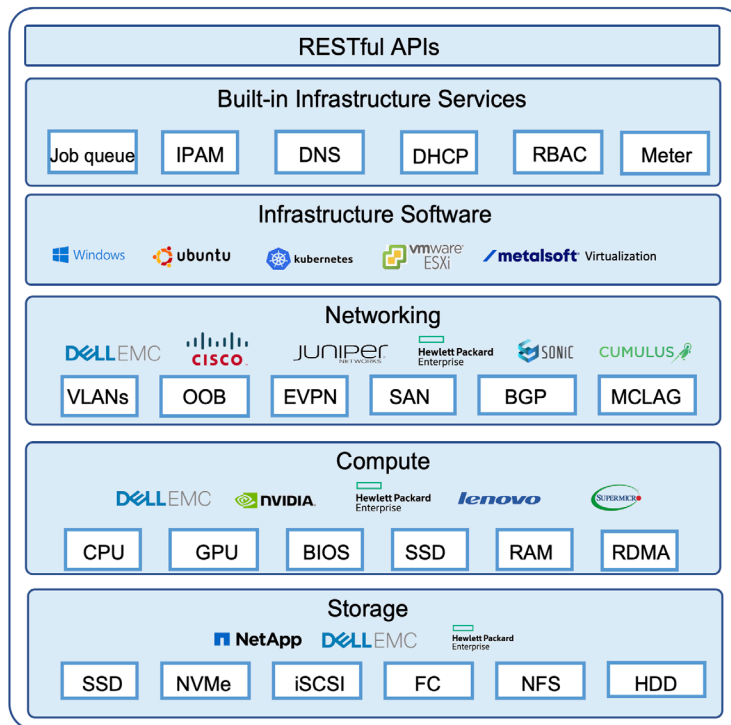 RESTful APIs
Built-in Infrastructure Services
Job queue IPAM DNS DHCP RBAC Meter
Infrastructure Software
Windows ubuntu kubernetes vmware ESXi metalsoft Virtualization
Networking
DELLEMC CISCO JUNIPER NETWORKS Hewlett Packard Enterprise SONIC CUMULUS
VLANs OOB EVPN SAN BGP MCLAG
Compute
DELLEMC NVIDIA Hewlett Packard Enterprise lenovo SUPERMICRO
CPU GPU BIOS SSD RAM RDMA
Storage
NetApp DELLEMC Hewlett Packard Enterprise
SSD NVMe iSCSI FC NFS HDD